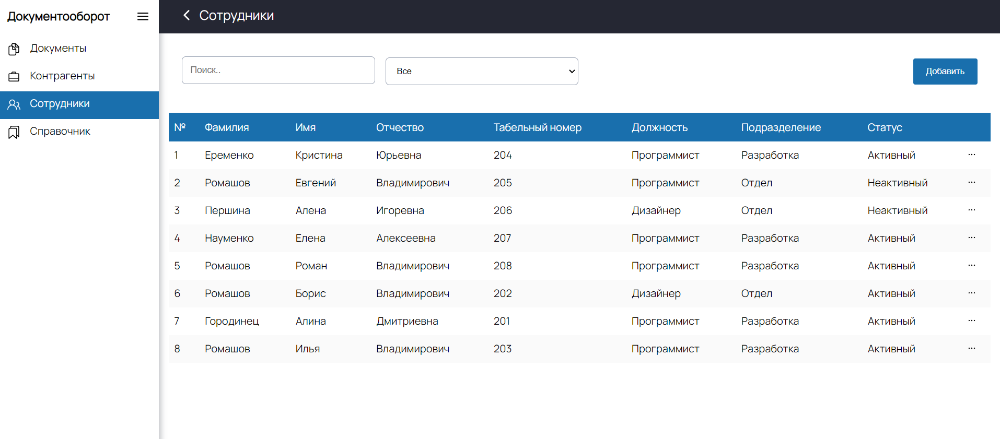 Документооборот
Документы
Контрагенты
Сотрудники
Справочник
Сотрудники
Поиск..
Все
Добавить
№ Фамилия Имя Отчество Табельный номер Должность Подразделение Статус
1 Еременко Кристина Юрьевна 204 Программист Разработка Активный ...
2 Ромашов Евгений Владимирович 205 Программист Отдел Неактивный ...
3 Першина Алена Игоревна 206 Дизайнер Отдел Неактивный ...
4 Науменко Елена Алексеевна 207 Программист Разработка Активный ...
5 Ромашов Роман Владимирович 208 Программист Разработка Активный ...
6 Ромашов Борис Владимирович 202 Дизайнер Отдел Активный ...
7 Городинец Алина Дмитриевна 201 Программист Разработка Активный ...
8 Ромашов Илья Владимирович 203 Программист Разработка Активный ...